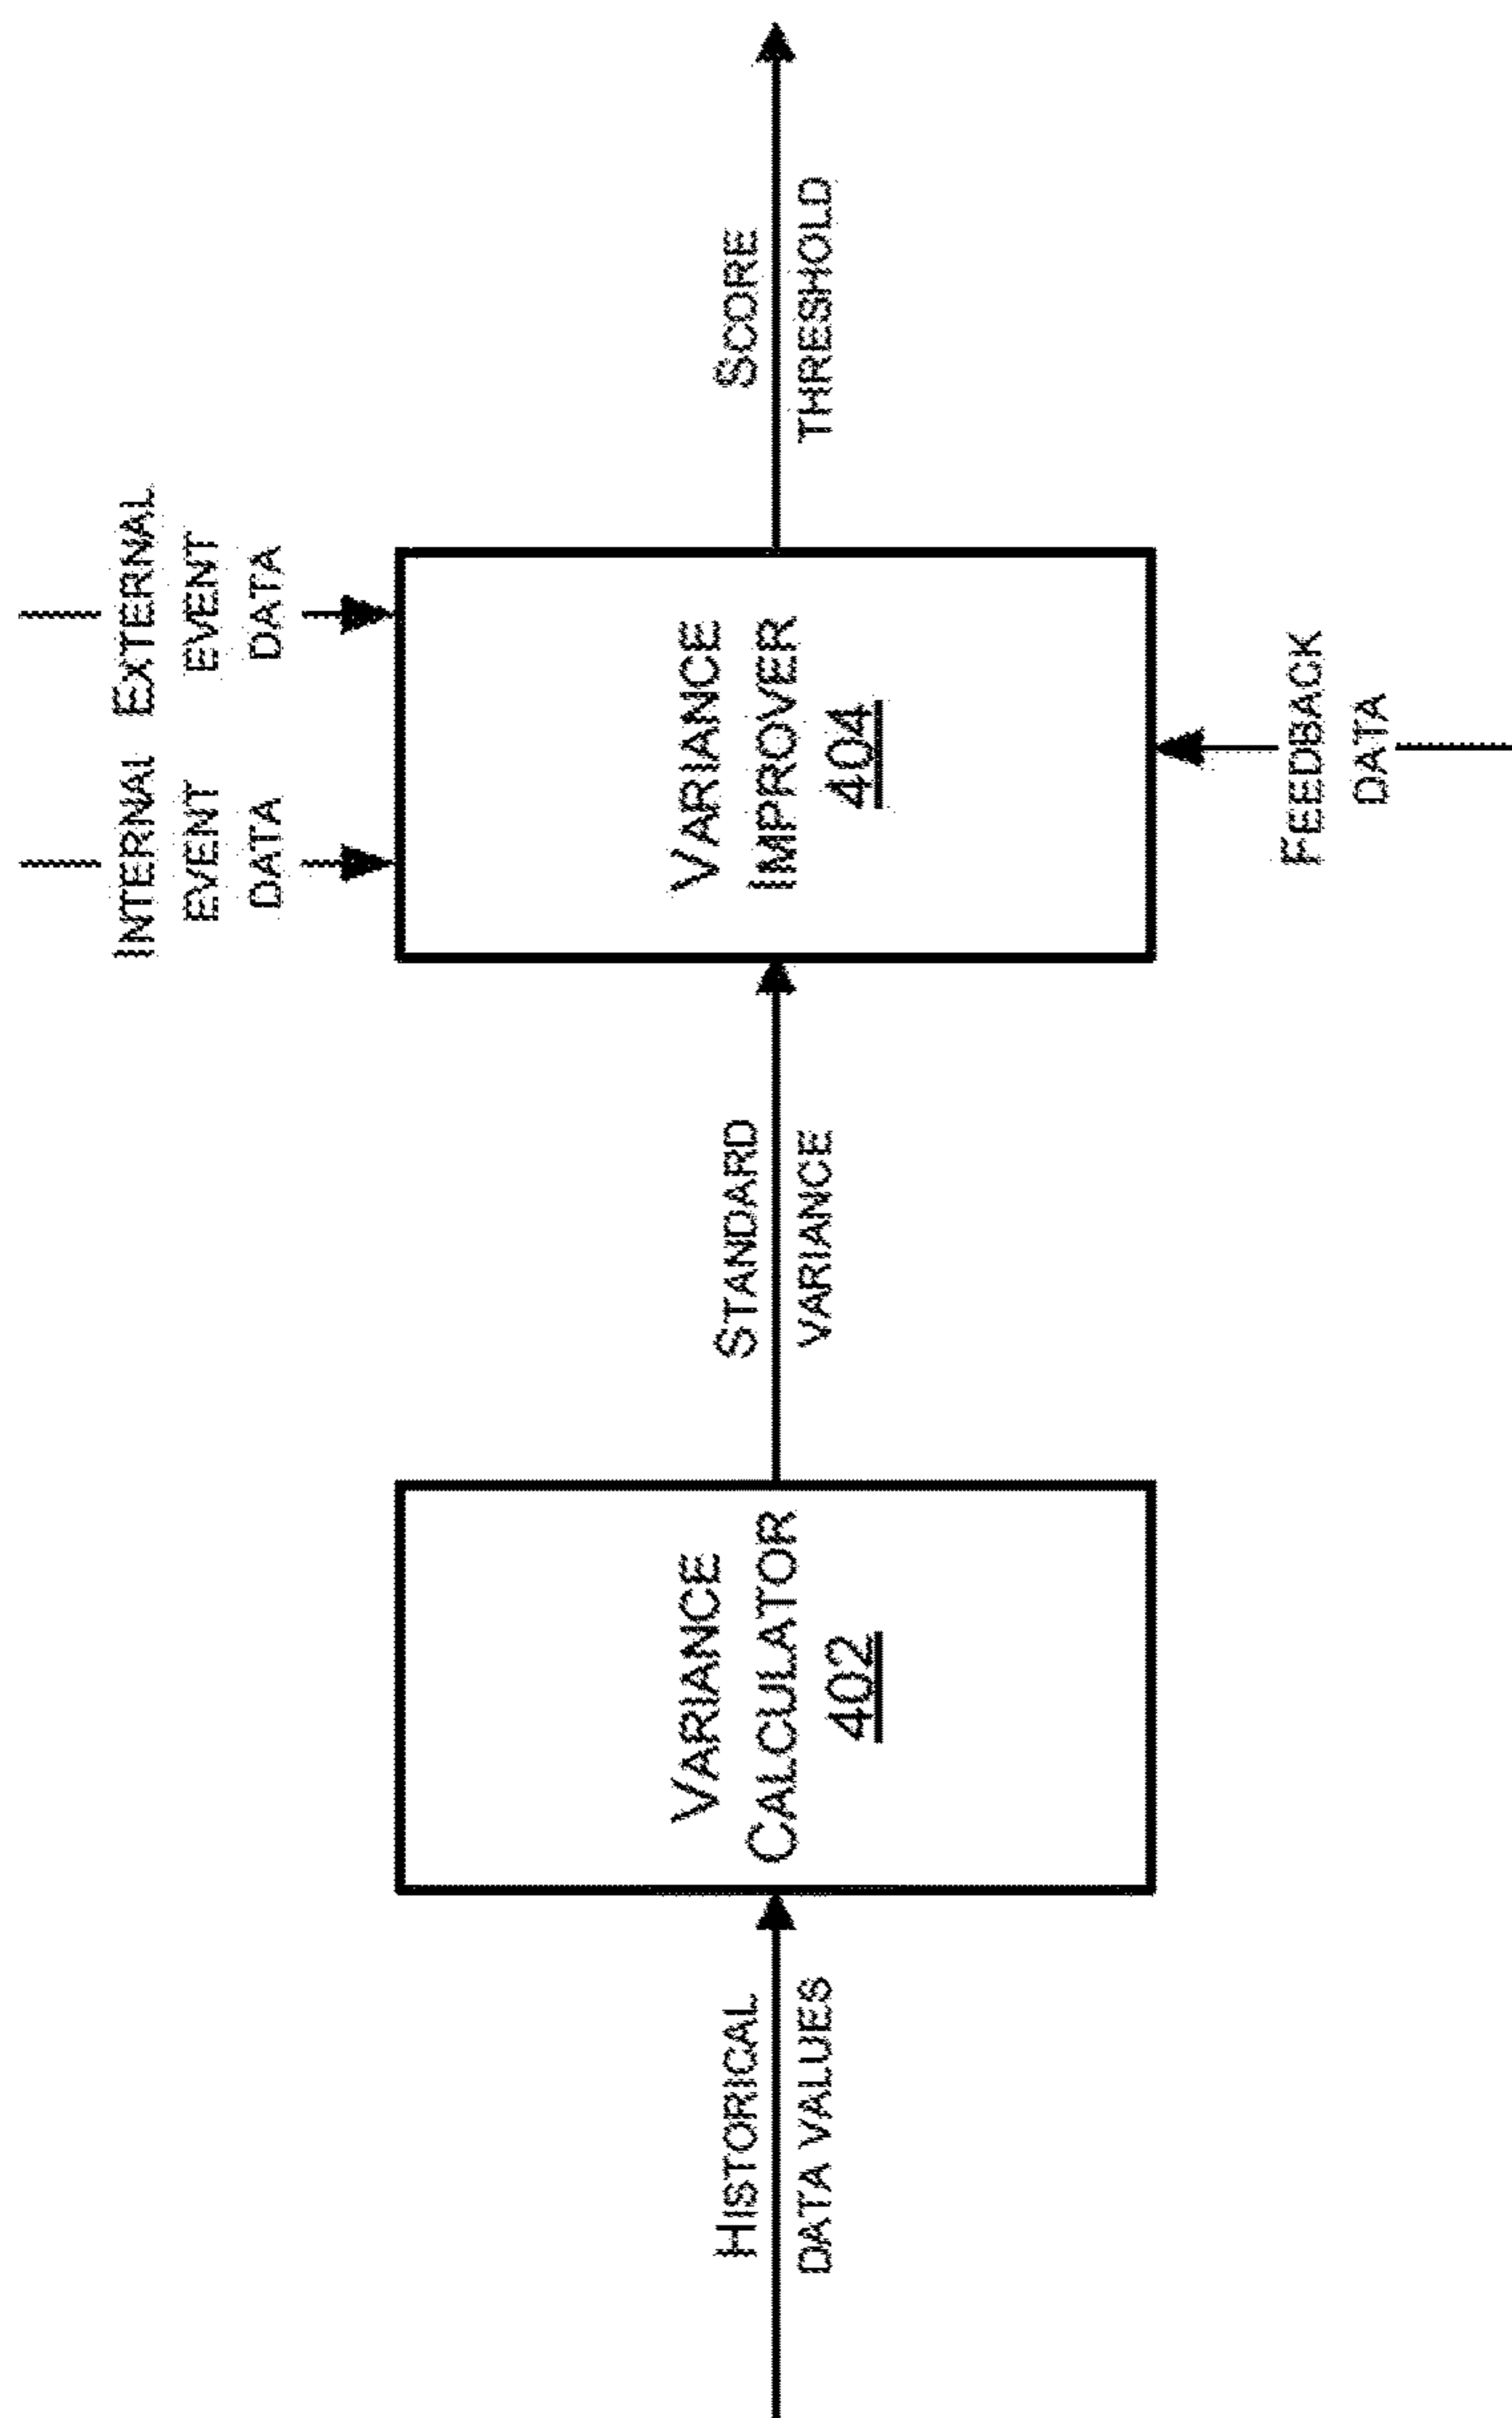 INTERNAL
EVENT
DATA
EXTERNAL
EVENT
DATA
HISTORICAL
DATA VALUES
VARIANCE
CALCULATOR
402
STANDARD
VARIANCE
VARIANCE
IMPROVER
404
SCORE
THRESHOLD
FEEDBACK
DATA